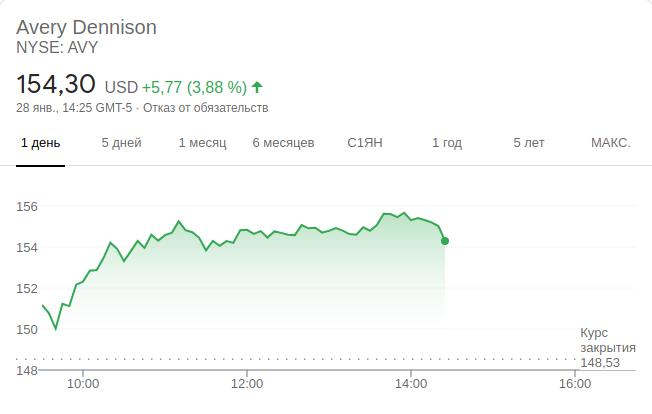 Avery Dennison
NYSE: AVY
154,30 USD +5,77 (3,88 %)
28 янв., 14:25 GMT-5 · Отказ от обязательств
1 день 5 дней 1 месяц 6 месяцев С1ЯН 1 год 5 лет МАКС.
156
154
152
150
148
Курс
закрытия
148,53
10:00 12:00 14:00 16:00